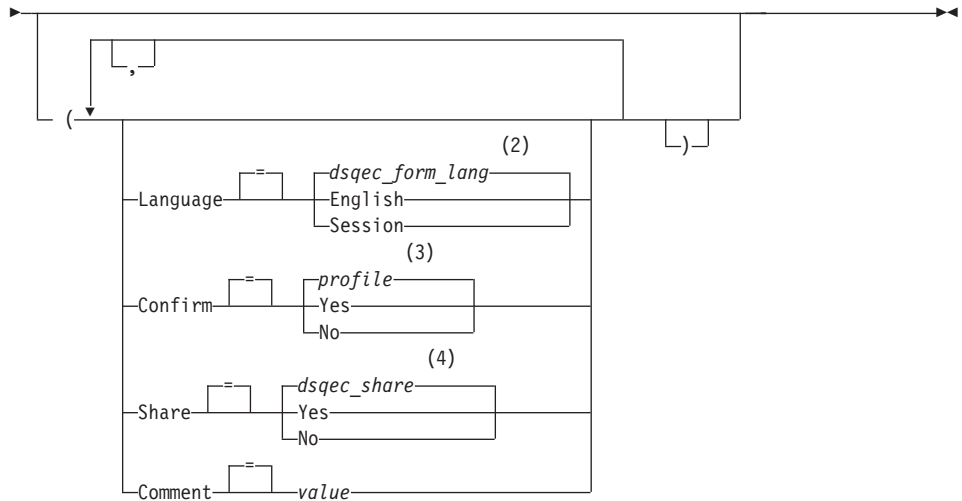 ,
( )
(2)
=
dsqec_form_lang
Language English
Session
(3)
=
profile
Confirm Yes
No
(4)
=
dsqec_share
Share Yes
No
=
Comment value